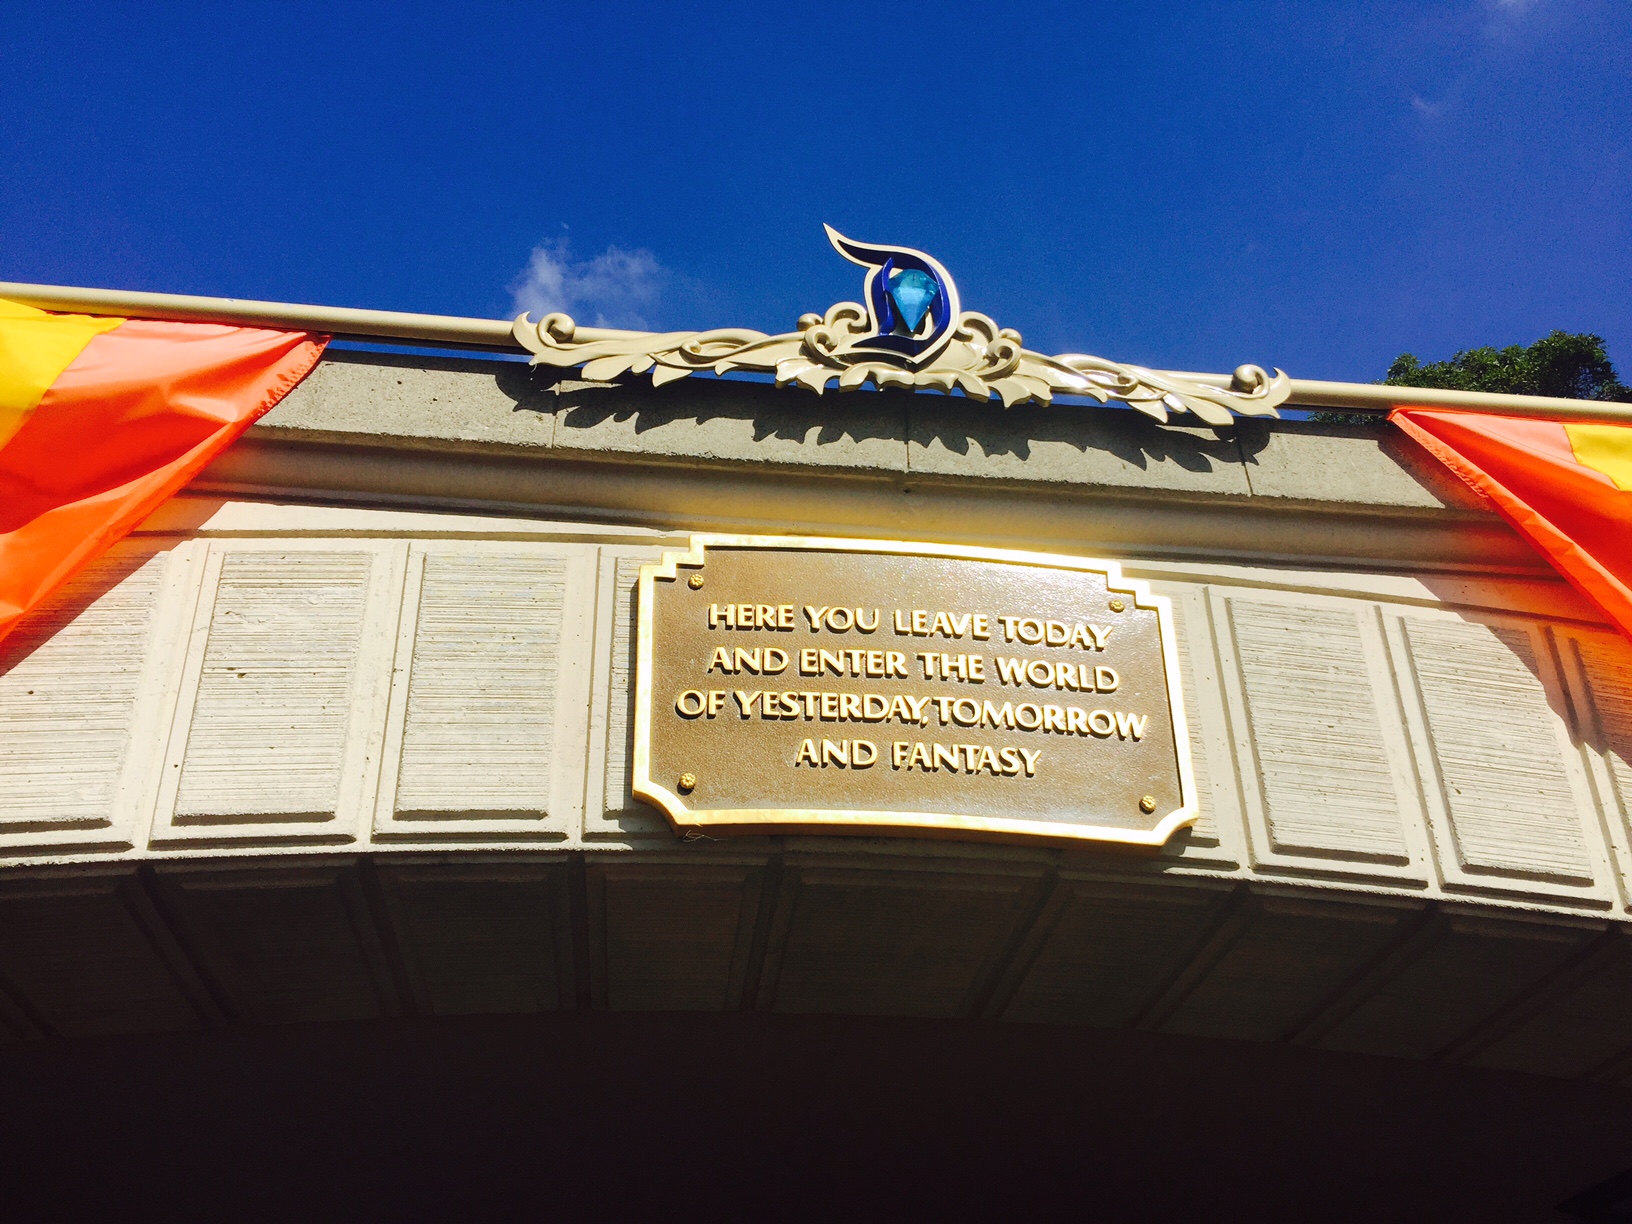 D
HERE YOU LEAVE TODAY
AND ENTER THE WORLD
OF YESTERDAY, TOMORROW
AND FANTASY